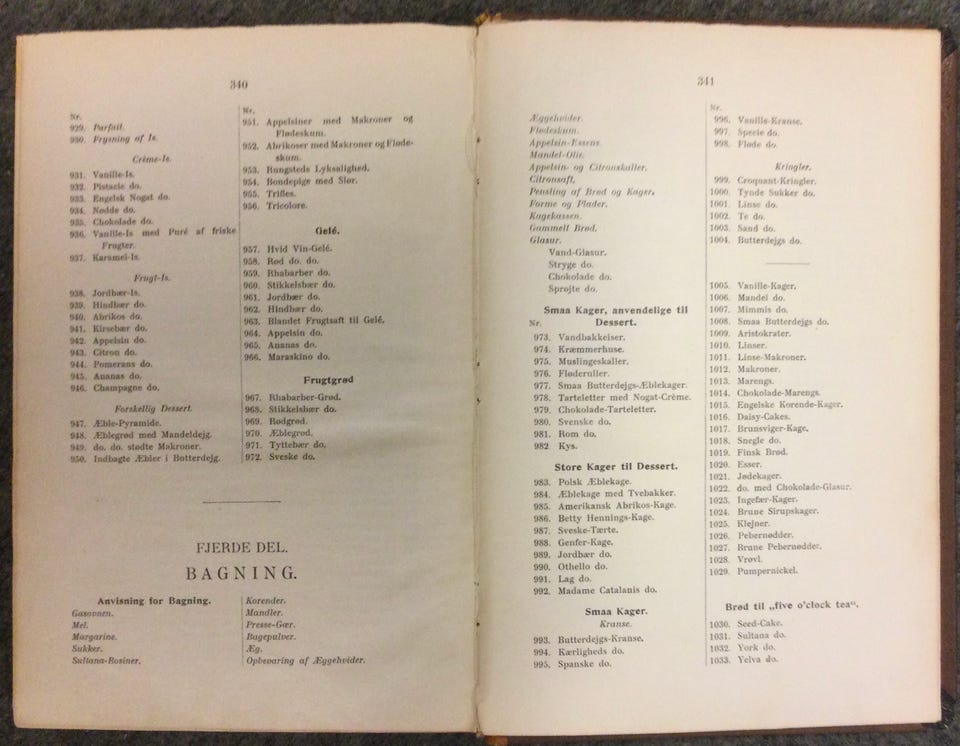 340
Nr.
929. Parfait.
930. Frysning af Is.
Crême-Is.
931. Vanille-Is.
932. Pistacie do.
933. Engelsk Nogat do.
934. Nødde do.
935. Chokolade do.
936. Vanille-Is med Puré af friske
Frugter.
937. Karamel-Is.
Frugt-Is.
938. Jordbær-Is.
939. Hindbær do.
940. Abrikos do.
941. Kirsebær do.
942. Appelsin do.
943. Citron do.
944. Pomerans do.
945. Ananas do.
946. Champagne do.
Forskellig Dessert.
947. Æble-Pyramide.
948. Æblegrød med Mandeldejg.
949. do. do. stødte Makroner.
950. Indbagte Æbler i Butterdejg.
Nr.
951. Appelsiner med Makroner og
Flødeskum.
952. Abrikoser med Makroner og Fløde-
skum.
953. Rungsteds Lyksalighed.
954. Bondepige med Slør.
955. Trifles.
956. Tricolore.
Gelé.
957. Hvid Vin-Gelé.
958. Rød do. do.
959. Rhabarber do.
960. Stikkelsbær do.
961. Jordbær do.
962. Hindbær do.
963. Blandet Frugtsaft til Gelé.
964. Appelsin do.
965. Ananas do.
966. Maraskino do.
Frugtgrød
967. Rhabarber-Grød.
968. Stikkelsbær do.
969. Rødgrød.
970. Æblegrød.
971. Tyttebær do.
972. Sveske do.
FJERDE DEL.
BAGNING.
Anvisning for Bagning.
Gasovnen.
Mel.
Margarine.
Sukker.
Sultana-Rosiner.
Korender.
Mandler.
Presse-Gær.
Bagepulver.
Æg.
Opbevaring af Æggehvider.
341
Æggehvider.
Flødeskum.
Appelsin-Essens.
Mandel-Olie.
Appelsin- og Citronskaller.
Citronsaft.
Pensling af Brød og Kager.
Forme og Plader.
Kagekassen.
Gammelt Brød.
Glasur.
Vand-Glasur.
Stryge do.
Chokolade do.
Sprøjte do.
Smaa Kager, anvendelige til
Nr. Dessert.
973. Vandbakkelser.
974. Kræmmerhuse.
975. Muslingeskaller.
976. Fløderuller.
977. Smaa Butterdejgs-Æblekager.
978. Tarteletter med Nogat-Crème.
979. Chokolade-Tarteletter.
980. Svenske do.
981. Rom do.
982 Kys.
Store Kager til Dessert.
983. Polsk Æblekage.
984. Æblekage med Tvebakker.
985. Amerikansk Abrikos-Kage.
986. Betty Hennings-Kage.
987. Sveske-Tærte.
988. Genfer-Kage.
989. Jordbær do.
990. Othello do.
991. Lag do.
992. Madame Catalanis do.
Smaa Kager.
Kranse.
993. Butterdejgs-Kranse.
994. Kærligheds do.
995. Spanske do.
Nr.
996. Vanille-Kranse.
997. Specie do.
998. Fløde do.
Kringler.
999. Croquant-Kringler.
1000. Tynde Sukker do.
1001. Linse do.
1002. Te do.
1003. Sand do.
1004. Butterdejgs do.
1005. Vanille-Kager.
1006. Mandel do.
1007. Mimmis do.
1008. Smaa Butterdejgs do.
1009. Aristokrater.
1010. Linser.
1011. Linse-Makroner.
1012. Makroner.
1013. Marengs.
1014. Chokolade-Marengs.
1015. Engelske Korende-Kager.
1016. Daisy-Cakes.
1017. Brunsviger-Kage.
1018. Snegle do.
1019. Finsk Brød.
1020. Esser.
1021. Jødekager.
1022. do. med Chokolade-Glasur.
1023. Ingefær-Kager.
1024. Brune Sirupskager.
1025. Klejner.
1026. Pebernødder.
1027. Brune Pebernødder.
1028. Vrøvl.
1029. Pumpernickel.
Brød til „five o'clock tea“.
1030. Seed-Cake.
1031. Sultana do.
1032. York do.
1033. Yelva do.